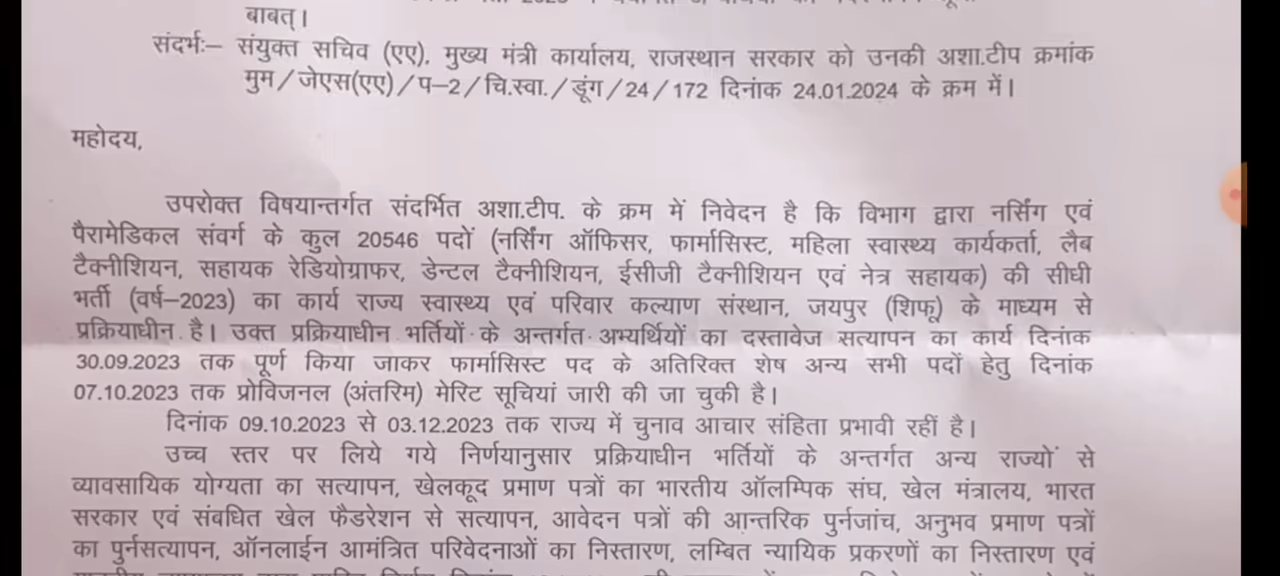 बाबत्।
संदर्भः– संयुक्त सचिव (एए), मुख्य मंत्री कार्यालय, राजस्थान सरकार को उनकी अशा.टीप क्रमांक
मुम/जेएस(एए)/प–2/चि.स्वा./डूंग/24/172 दिनांक 24.01.2024 के क्रम में।
महोदय,
उपरोक्त विषयान्तर्गत संदर्भित अशा.टीप. के क्रम में निवेदन है कि विभाग द्वारा नर्सिंग एवं
पैरामेडिकल संवर्ग के कुल 20546 पदों (नर्सिंग ऑफिसर, फार्मासिस्ट, महिला स्वास्थ्य कार्यकर्ता, लैब
टैक्नीशियन, सहायक रेडियोग्राफर, डेन्टल टैक्नीशियन, ईसीजी टैक्नीशियन एवं नेत्र सहायक) की सीधी
भर्ती (वर्ष–2023) का कार्य राज्य स्वास्थ्य एवं परिवार कल्याण संस्थान, जयपुर (शिफू) के माध्यम से
प्रक्रियाधीन है। उक्त प्रक्रियाधीन भर्तियों के अन्तर्गत अभ्यर्थियों का दस्तावेज सत्यापन का कार्य दिनांक
30.09.2023 तक पूर्ण किया जाकर फार्मासिस्ट पद के अतिरिक्त शेष अन्य सभी पदों हेतु दिनांक
07.10.2023 तक प्रोविजनल (अंतरिम) मेरिट सूचियां जारी की जा चुकी है।
दिनांक 09.10.2023 से 03.12.2023 तक राज्य में चुनाव आचार संहिता प्रभावी रहीं है।
उच्च स्तर पर लिये गये निर्णयानुसार प्रक्रियाधीन भर्तियों के अन्तर्गत अन्य राज्यों से
व्यावसायिक योग्यता का सत्यापन, खेलकूद प्रमाण पत्रों का भारतीय ऑलम्पिक संघ, खेल मंत्रालय, भारत
सरकार एवं संबधित खेल फैडरेशन से सत्यापन, आवेदन पत्रों की आन्तरिक पुर्नजांच, अनुभव प्रमाण पत्रों
का पुर्नसत्यापन, ऑनलाईन आमंत्रित परिवेदनाओं का निस्तारण, लम्बित न्यायिक प्रकरणों का निस्तारण एवं